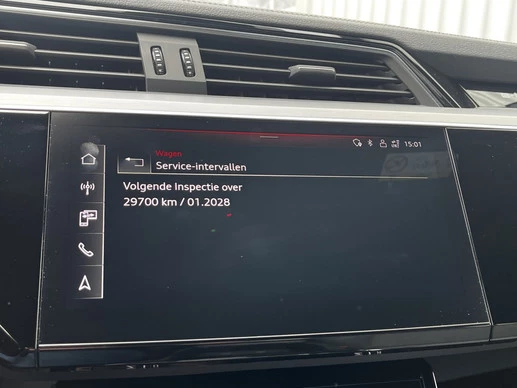 15:01
Wagen
Service-intervallen
Volgende Inspectie over
29700 km / 01.2028